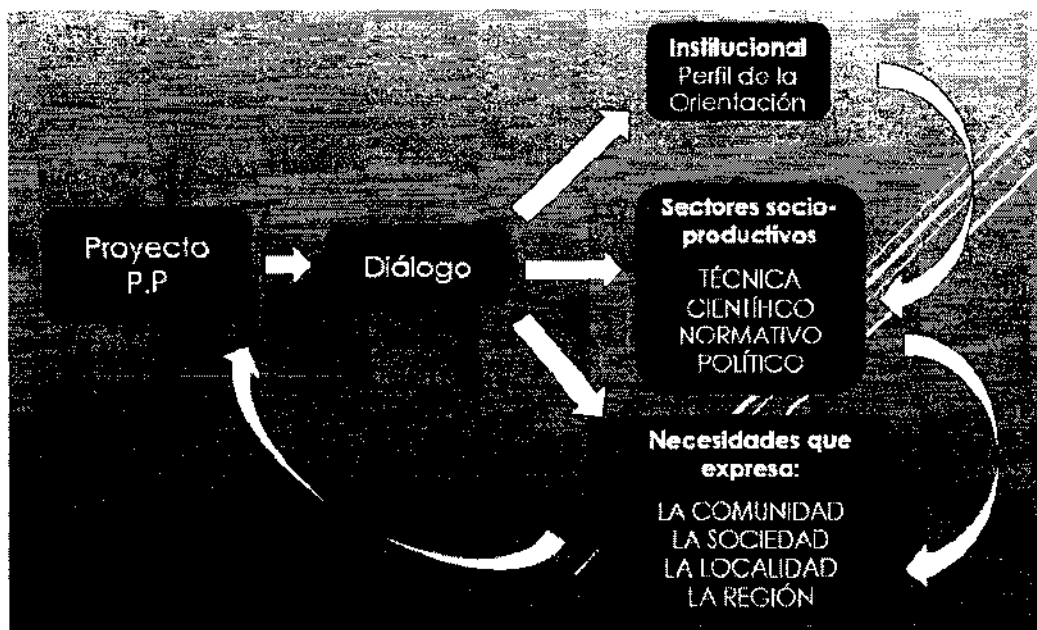 Institucional
Perfil de la
Orientación
Proyecto
P.P
Diálogo
Sectores socio-
productivos
TÉCNICA
CIENTÍFICO
NORMATIVO
POLÍTICO
Necesidades que
expresa:
LA COMUNIDAD
LA SOCIEDAD
LA LOCALIDAD
LA REGIÓN